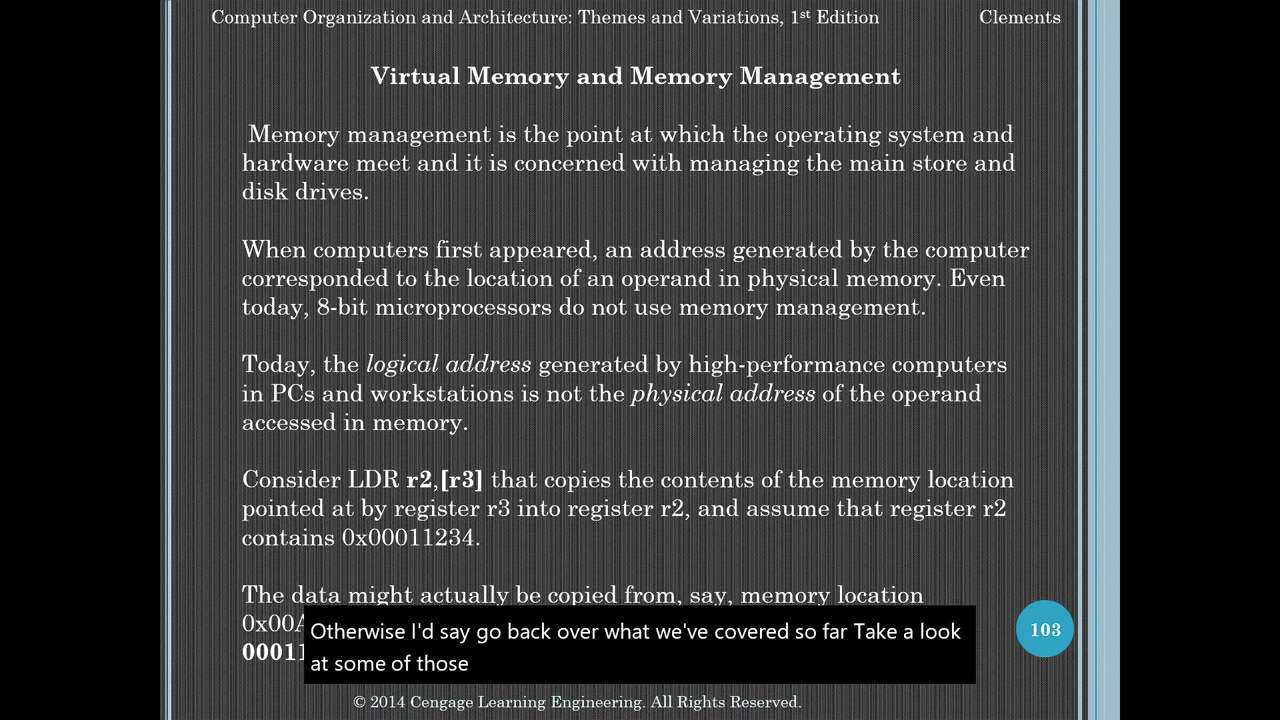 Computer Organization and Architecture: Themes and Variations, 1st Edition Clements
Virtual Memory and Memory Management
Memory management is the point at which the operating system and
hardware meet and it is concerned with managing the main store and
disk drives.
When computers first appeared, an address generated by the computer
corresponded to the location of an operand in physical memory. Even
today, 8-bit microprocessors do not use memory management.
Today, the logical address generated by high-performance computers
in PCs and workstations is not the physical address of the operand
accessed in memory.
Consider LDR r2,[r3] that copies the contents of the memory location
pointed at by register r3 into register r2, and assume that register r2
contains 0x00011234.
The data might actually be copied from, say, memory location
0x00
0001
Otherwise I'd say go back over what we've covered so far Take a look
at some of those
103
© 2014 Cengage Learning Engineering. All Rights Reserved.